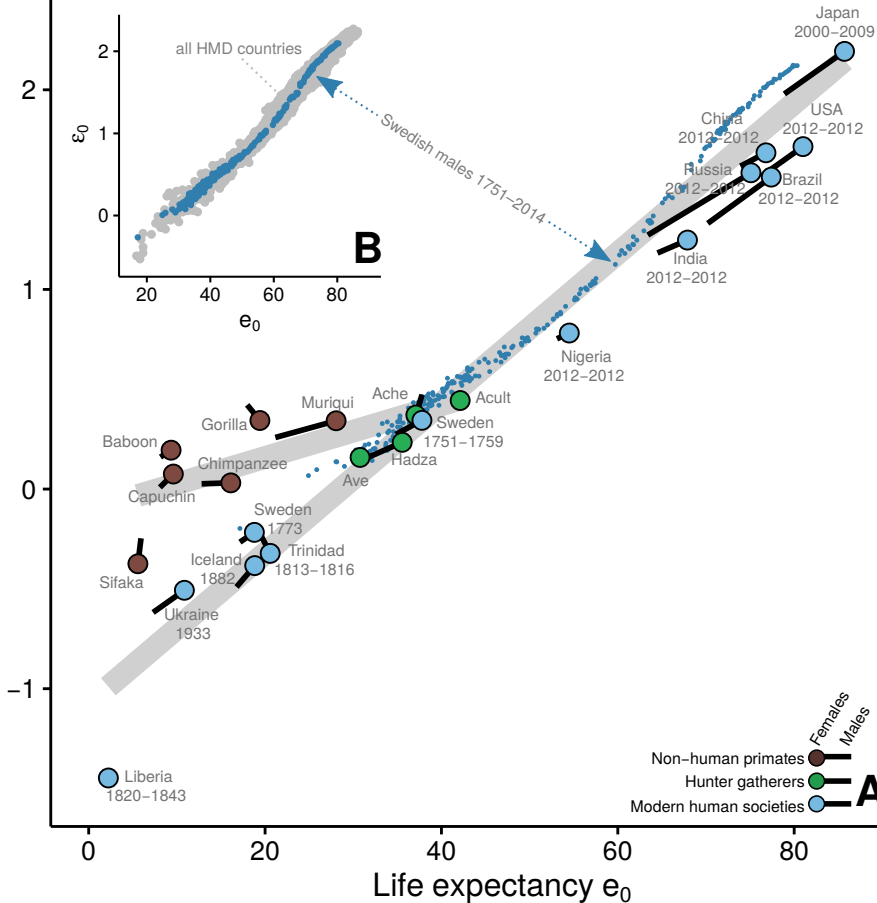 Japan
2000−2009
2
all HMD countries
2
1
0
ε0
20
40
60
80
e0
B
Swedish males 1751−2014
China
2012−2012
USA
2012−2012
Russia
2012−2012
Brazil
2012−2012
India
2012−2012
1
Nigeria
2012−2012
Ache
Acult
Sweden
1751−1759
Hadza
Ave
Muriqui
Gorilla
Baboon
Chimpanzee
Capuchin
0
Sweden
1773
Sifaka
Iceland
1882
Trinidad
1813−1816
Ukraine
1933
−1
Liberia
1820−1843
Females
Males
Non−human primates
Hunter gatherers
Modern human societies
A
0
20
40
60
80
Life expectancy e0